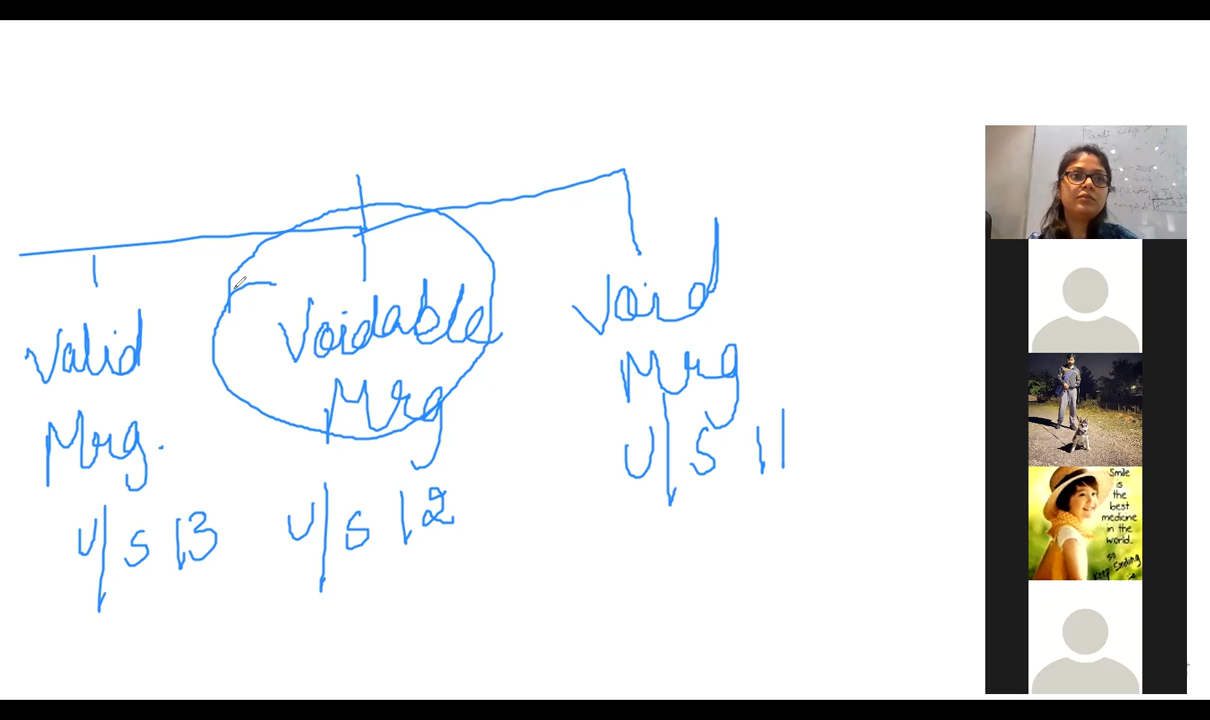 Valid
Mrg.
u/s 13
Voidable
Mrg
u/s 12
Void
Mrg
u/s 11
Smile
is
the
best
medicine
in the
world..
so
Keep Smiling